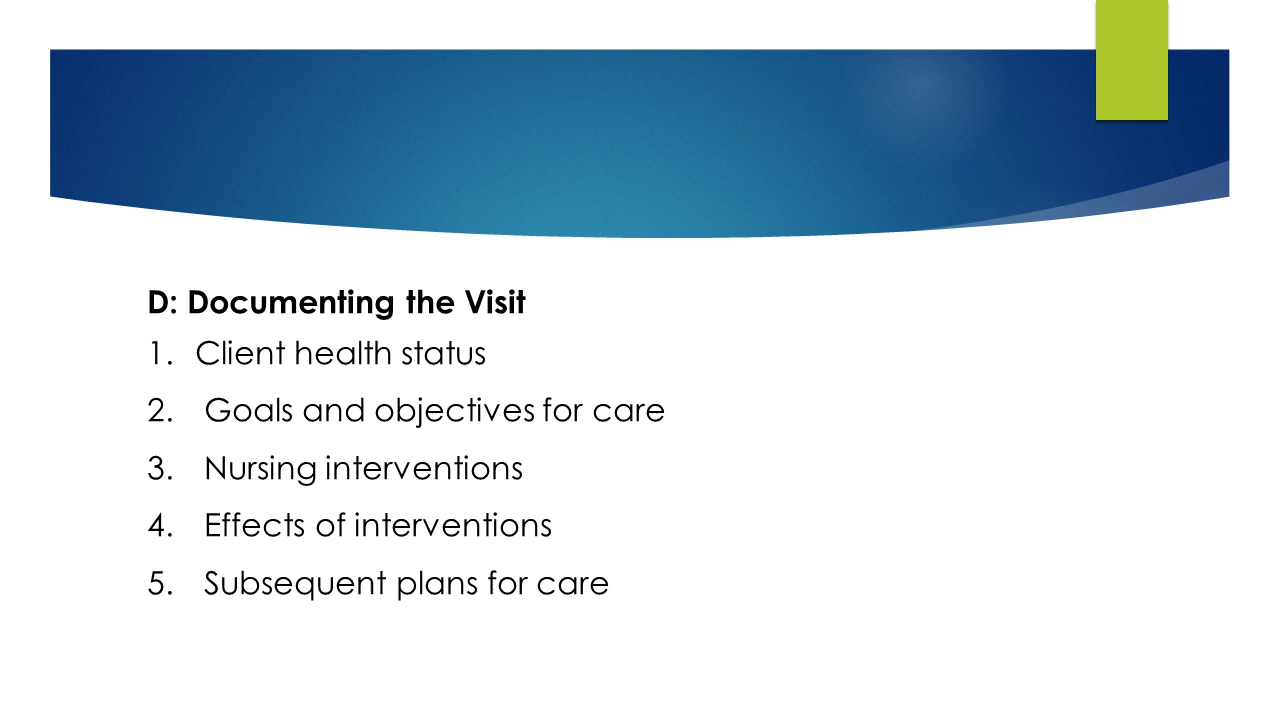 D: Documenting the Visit
1. Client health status
2. Goals and objectives for care
3. Nursing interventions
4. Effects of interventions
5. Subsequent plans for care